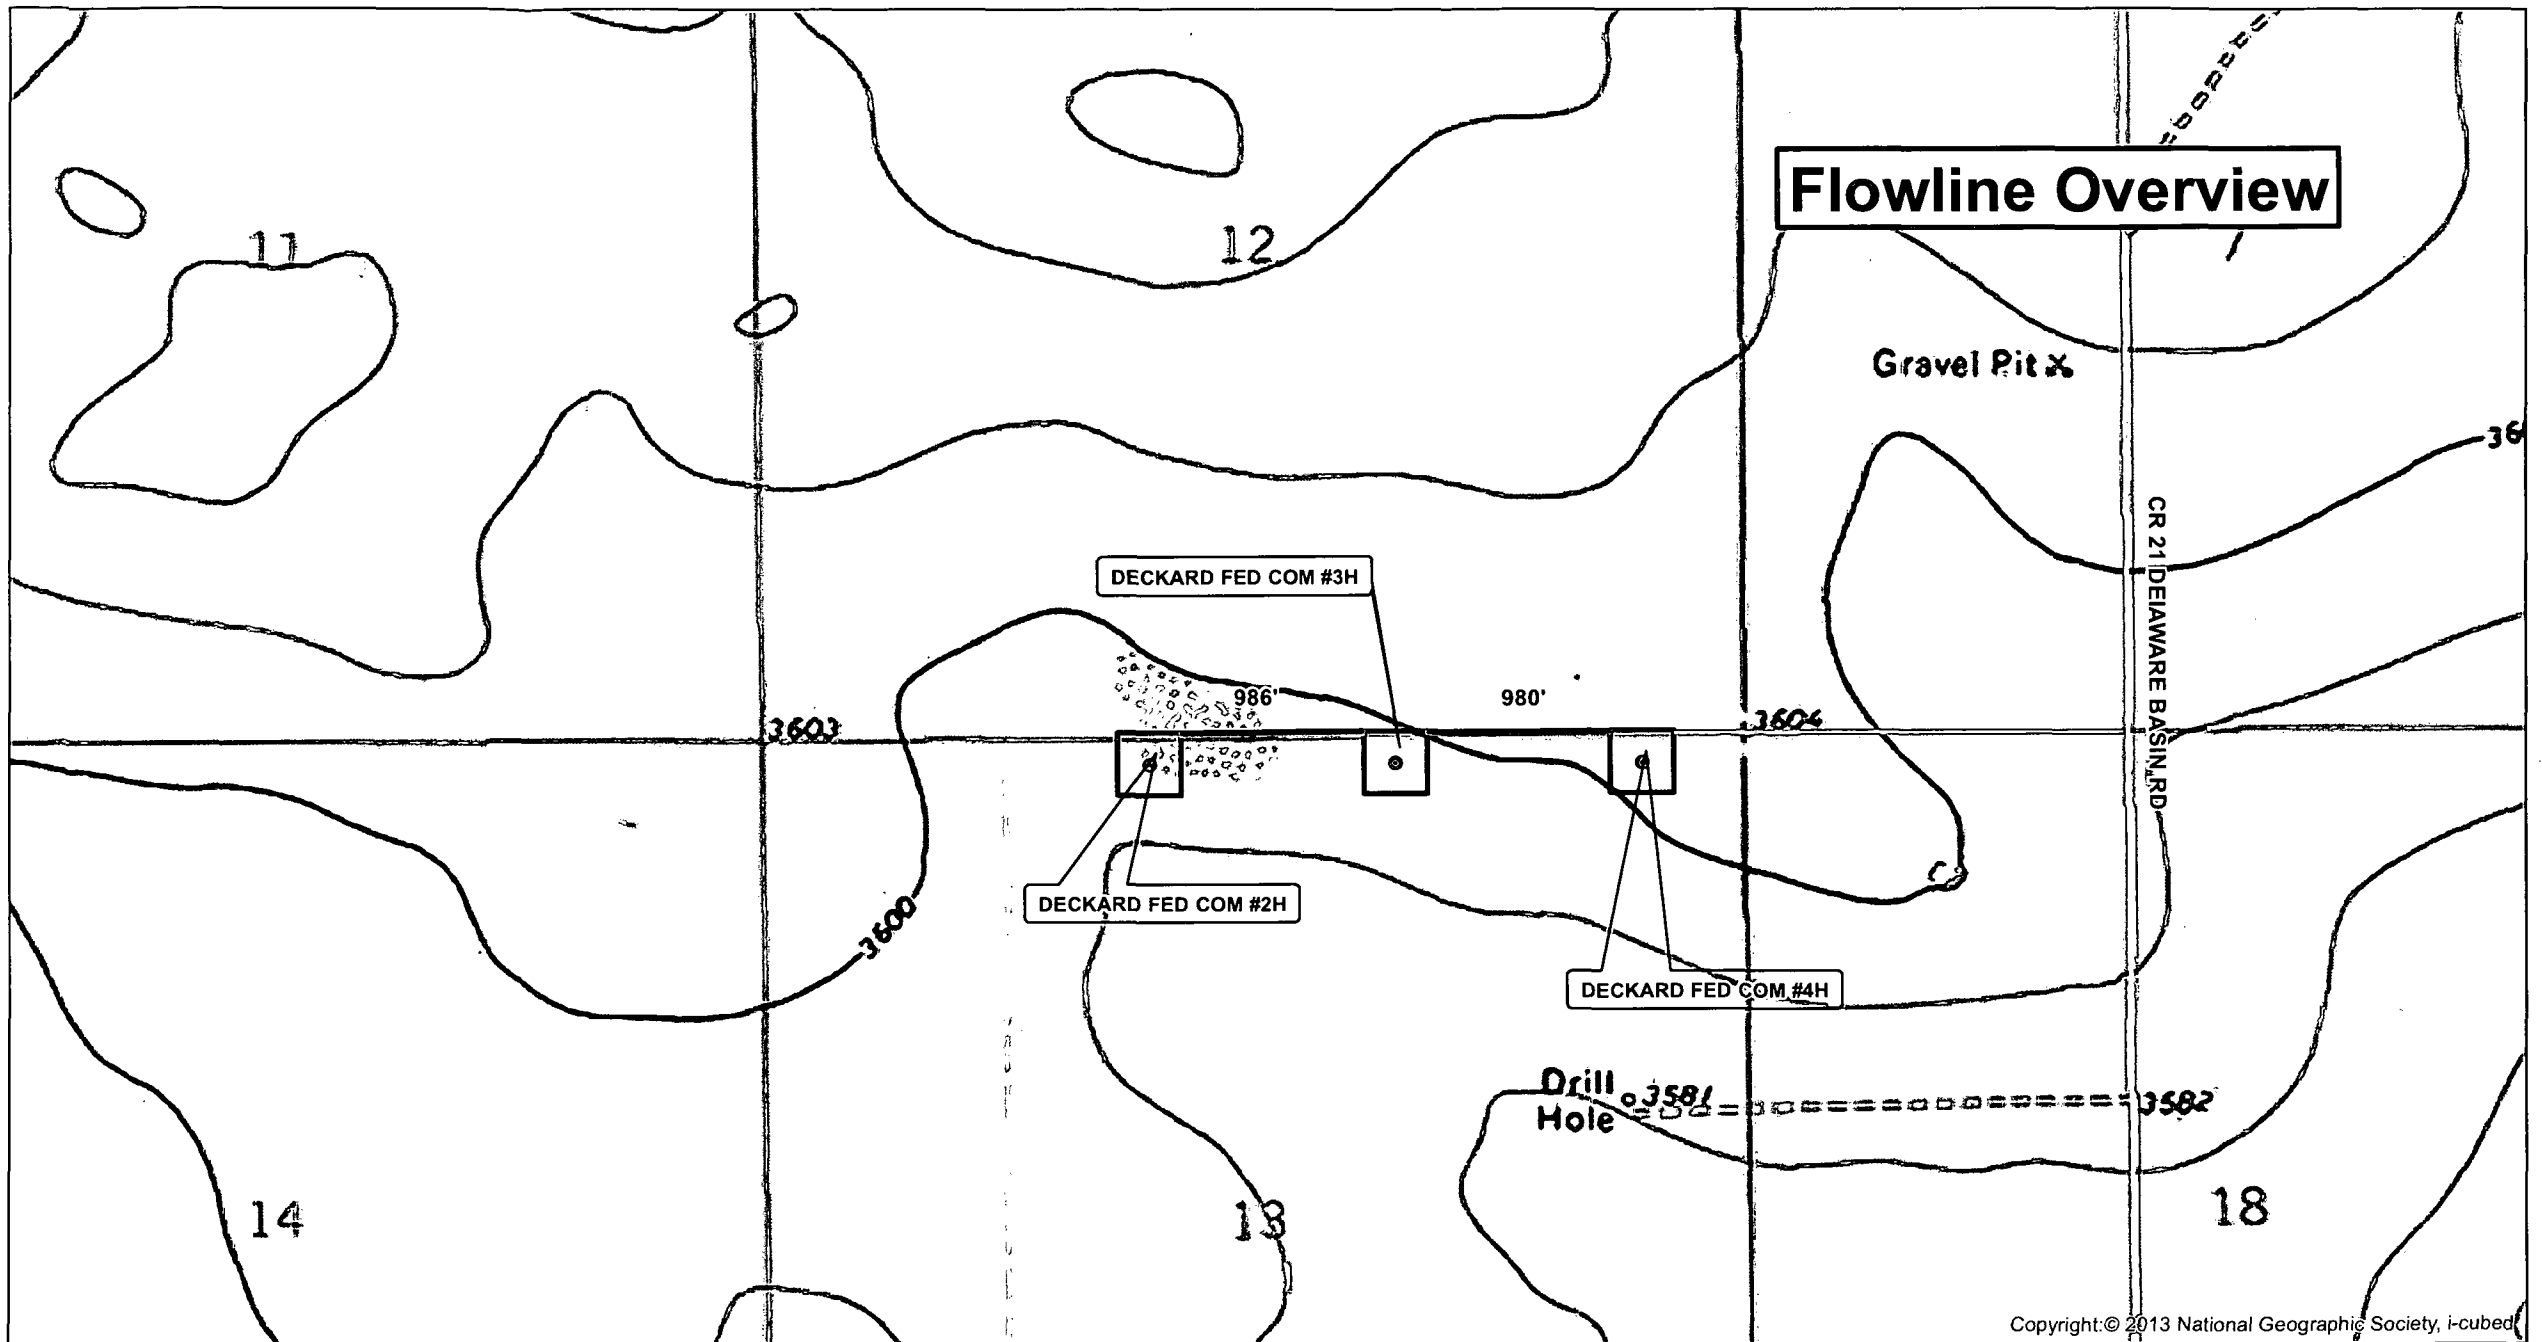 Flowline Overview
11
12
Gravel Pit
36
CR 21 DEIAWARE BASIN RD
DECKARD FED COM #3H
986'
980'
3603
3604
DECKARD FED COM #2H
3600
DECKARD FED COM #4H
Drill
Hole
3581
3582
14
13
18
Copyright:© 2013 National Geographic Society, i-cubed